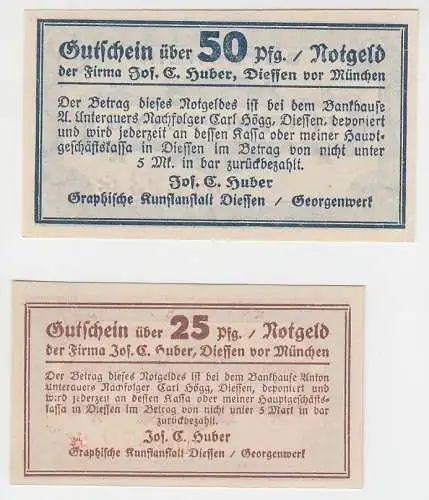 Gutschein über 50 Pfg. / Notgeld
der Firma Jos. C. Huber, Diessen vor München
Der Betrag dieses Notgeldes ist bei dem Bankhause
A. Unterauers Nachfolger Carl Högg, Diessen, deponiert
und wird jederzeit an dessen Kassa oder meiner Haupt-
geschäftskassa in Diessen im Betrag von nicht unter
5 Mk. in bar zurückbezahlt.
Jos. C. Huber
Graphische Kunstanstalt Diessen / Georgenwerk
Gutschein über 25 Pfg. / Notgeld
der Firma Jos. C. Huber, Diessen vor München
Der Betrag dieses Notgeldes ist bei dem Bankhause Anton
Unterauers Nachfolger Carl Högg, Diessen, deponiert und
wird jederzeit an dessen Kassa oder meiner Hauptgeschäfts-
kassa in Diessen im Betrag von nicht unter 5 Mark in bar
zurückbezahlt.
Jos. C. Huber
Graphische Kunstanstalt Diessen / Georgenwerk